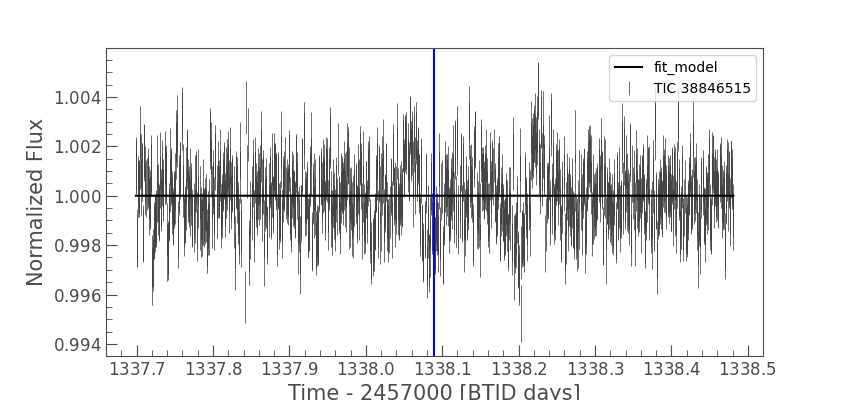 fit_model
TIC 38846515
Normalized Flux
1.004
1.002
1.000
0.998
0.996
0.994
1337.7 1337.8 1337.9 1338.0 1338.1 1338.2 1338.3 1338.4 1338.5
Time - 2457000 [BTJD days]